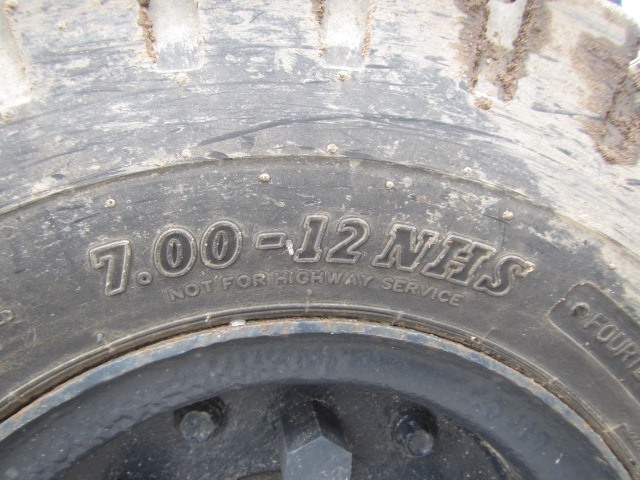 7.00-12 NHS
NOT FOR HIGHWAY SERVICE